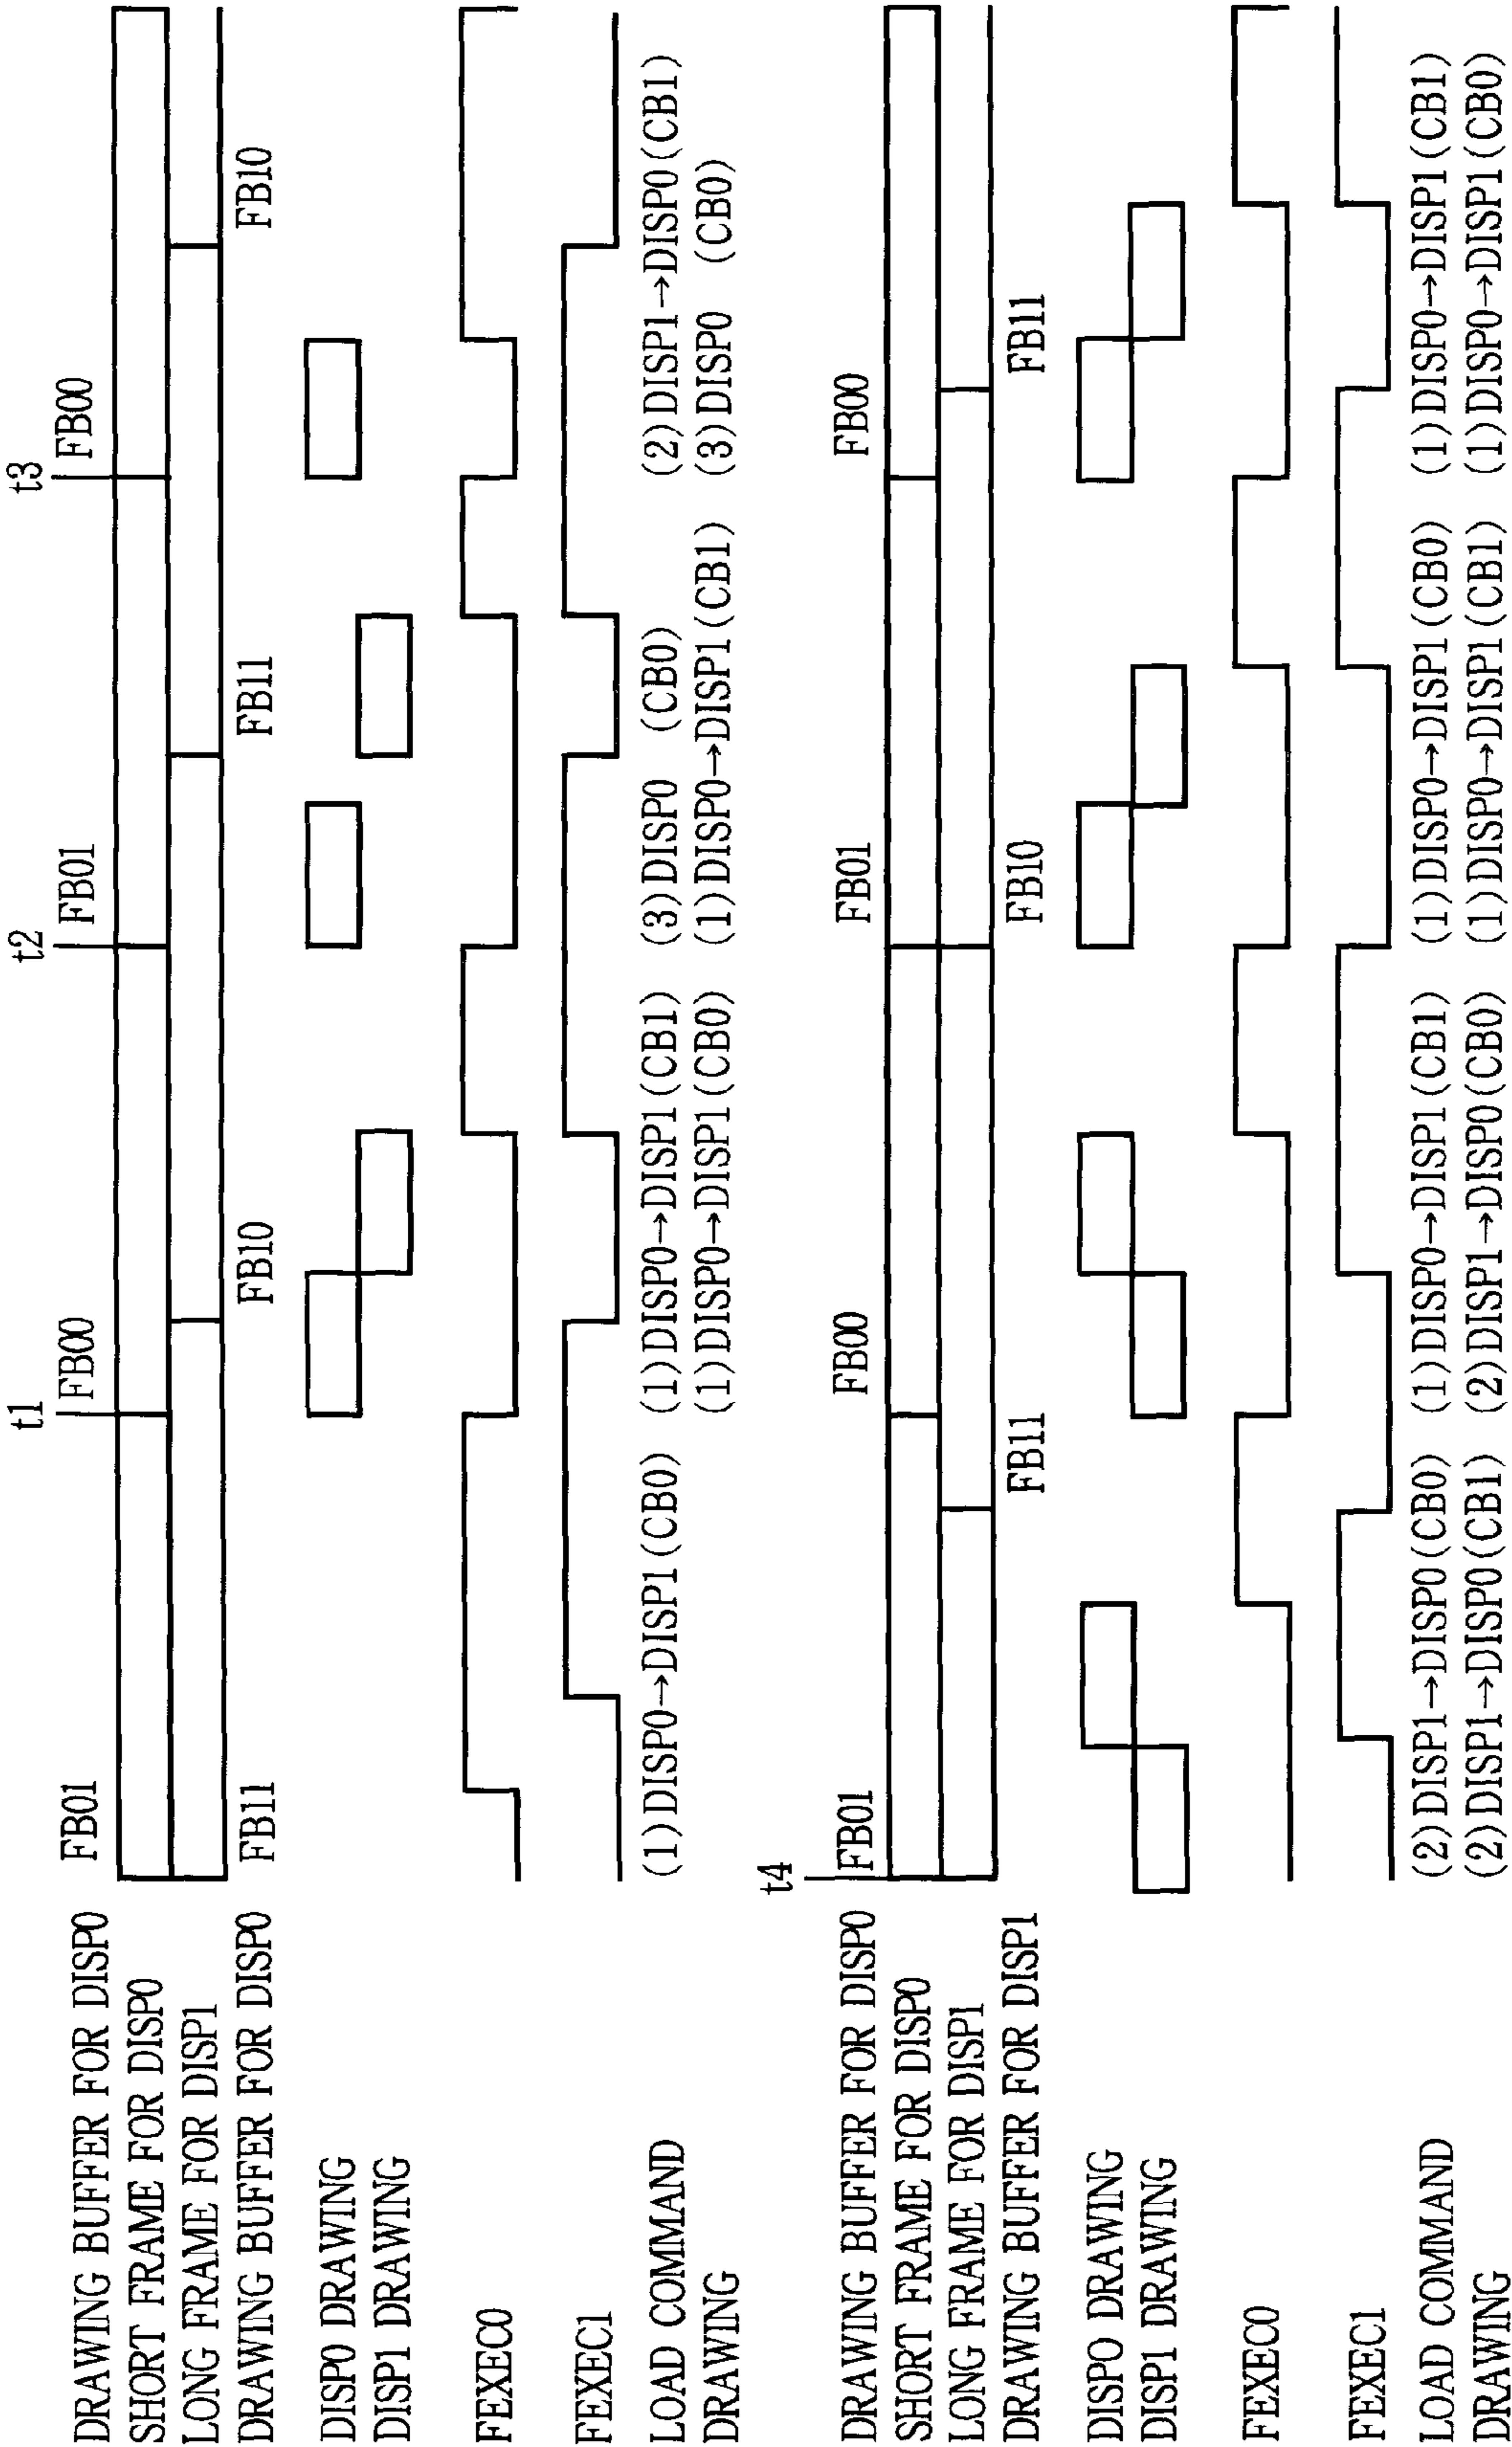 t1 t2 t3
FB01 FB00 FB01 FB00
DRAWING BUFFER FOR DISP0
SHORT FRAME FOR DISP0
LONG FRAME FOR DISP1
DRAWING BUFFER FOR DISP0
FB11 FB10 FB11 FB10
DISP0 DRAWING
DISP1 DRAWING
FEXEC0
FEXEC1
LOAD COMMAND (1)DISP0→DISP1(CB0) (1)DISP0→DISP1(CB1) (3)DISP0 (CB0) (2)DISP1→DISP0(CB1)
DRAWING (1)DISP0→DISP1(CB0) (1)DISP0→DISP1(CB1) (3)DISP0 (CB0)
t4
FB01 FB00 FB01 FB00
DRAWING BUFFER FOR DISP0
SHORT FRAME FOR DISP0
LONG FRAME FOR DISP1
DRAWING BUFFER FOR DISP1
FB11 FB10 FB11
DISP0 DRAWING
DISP1 DRAWING
FEXEC0
FEXEC1
LOAD COMMAND (2)DISP1→DISP0(CB0) (1)DISP0→DISP1(CB1) (1)DISP0→DISP1(CB0) (1)DISP0→DISP1(CB1)
DRAWING (2)DISP1→DISP0(CB1) (2)DISP1→DISP0(CB0) (1)DISP0→DISP1(CB1) (1)DISP0→DISP1(CB0)